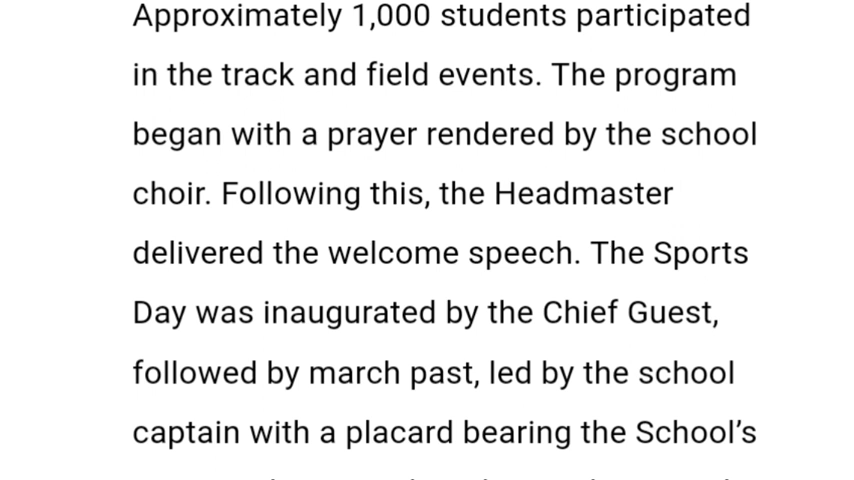 Approximately 1,000 students participated
in the track and field events. The program
began with a prayer rendered by the school
choir. Following this, the Headmaster
delivered the welcome speech. The Sports
Day was inaugurated by the Chief Guest,
followed by march past, led by the school
captain with a placard bearing the School’s